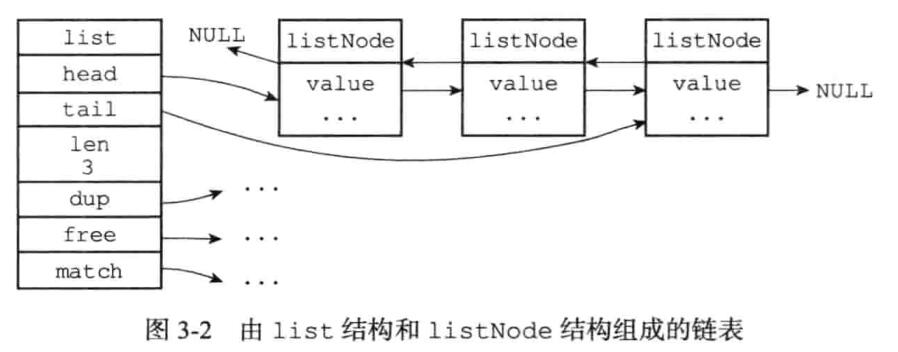 list
head
tail
len
3
dup
free
match
NULL
listNode
value
...
listNode
value
...
listNode
value
...
NULL
...
...
...
图 3-2 由 list 结构和 listNode 结构组成的链表